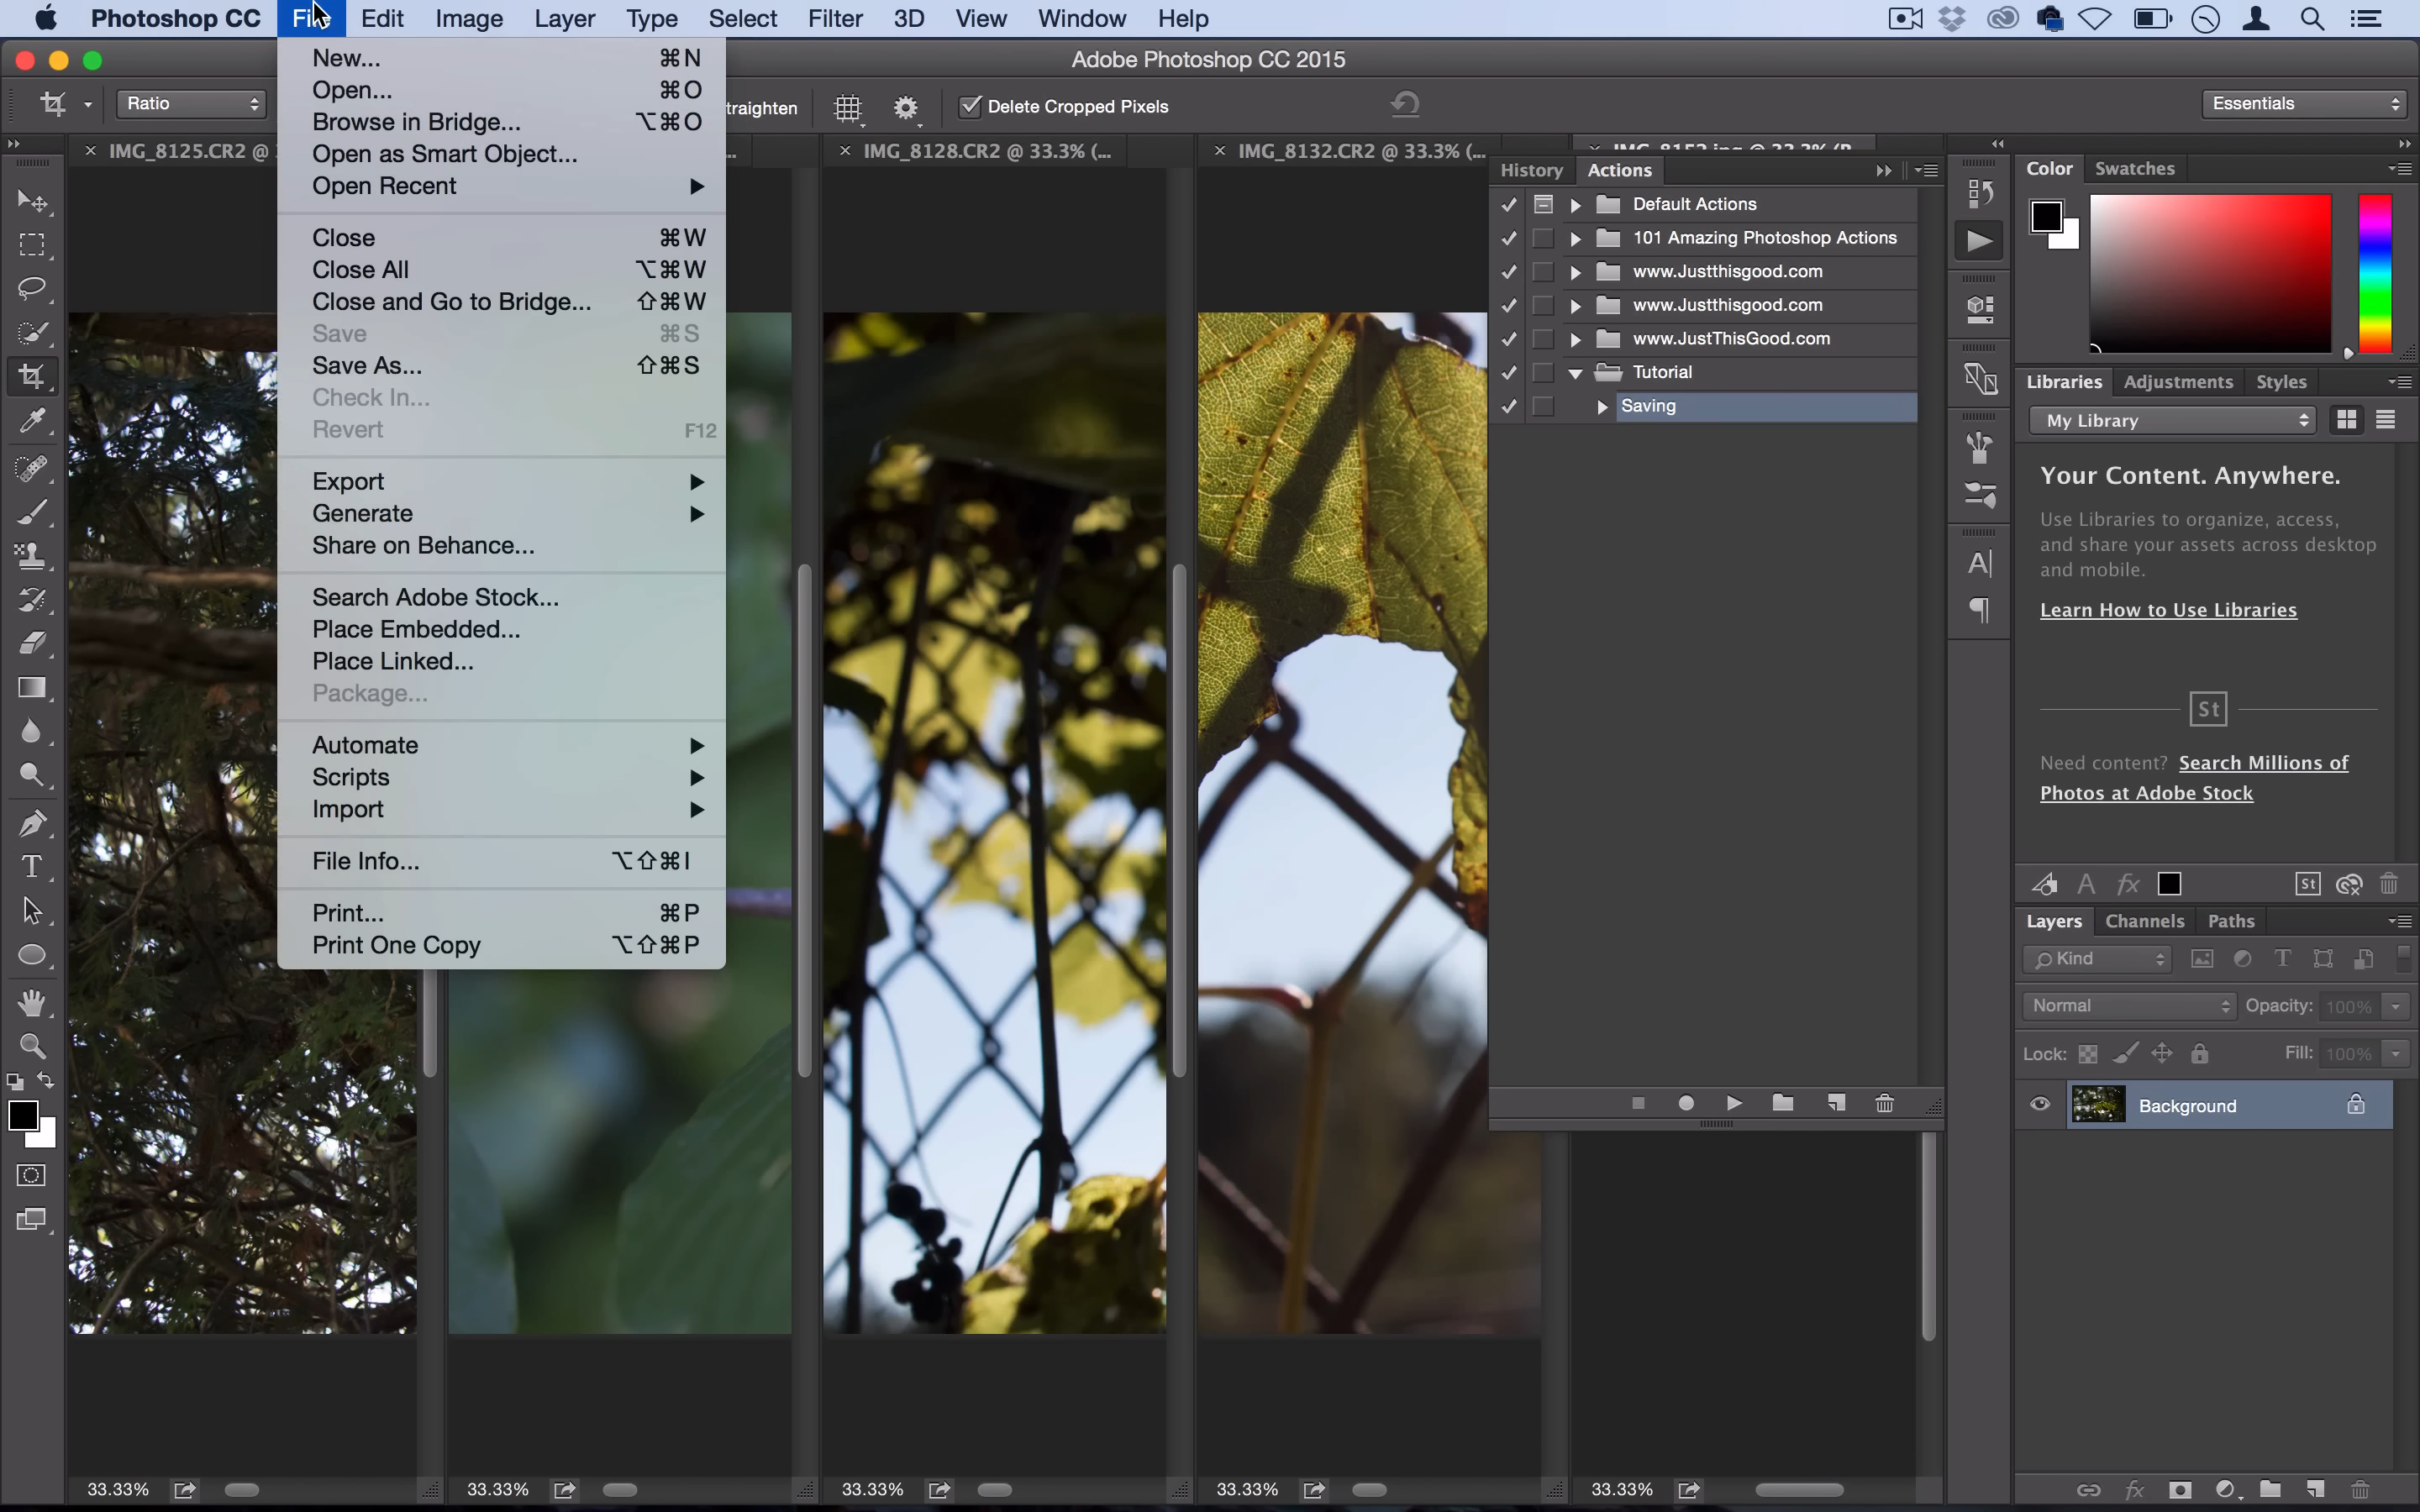 Photoshop CC File Edit Image Layer Type Select Filter 3D View Window Help
Adobe Photoshop CC 2015
Ratio
traighten
Delete Cropped Pixels
Essentials
IMG_8125.CR2 @
...
IMG_8128.CR2 @ 33.3% (...
IMG_8132.CR2 @ 33.3% (...
New... ⌘N
Open... ⌘O
Browse in Bridge... ⌥⌘O
Open as Smart Object...
Open Recent
Close ⌘W
Close All ⌥⌘W
Close and Go to Bridge... ⇧⌘W
Save ⌘S
Save As... ⇧⌘S
Check In...
Revert F12
Export
Generate
Share on Behance...
Search Adobe Stock...
Place Embedded...
Place Linked...
Package...
Automate
Scripts
Import
File Info... ⌥⇧⌘I
Print... ⌘P
Print One Copy ⌥⇧⌘P
History Actions
Default Actions
101 Amazing Photoshop Actions
www.Justthisgood.com
www.Justthisgood.com
www.JustThisGood.com
Tutorial
Saving
Color Swatches
Libraries Adjustments Styles
My Library
Your Content. Anywhere.
Use Libraries to organize, access,
and share your assets across desktop
and mobile.
Learn How to Use Libraries
St
Need content? Search Millions of
Photos at Adobe Stock
A fx St
Layers Channels Paths
Kind
Normal Opacity: 100%
Lock: Fill: 100%
Background
33.33%
33.33%
33.33%
33.33%
33.33%
fx